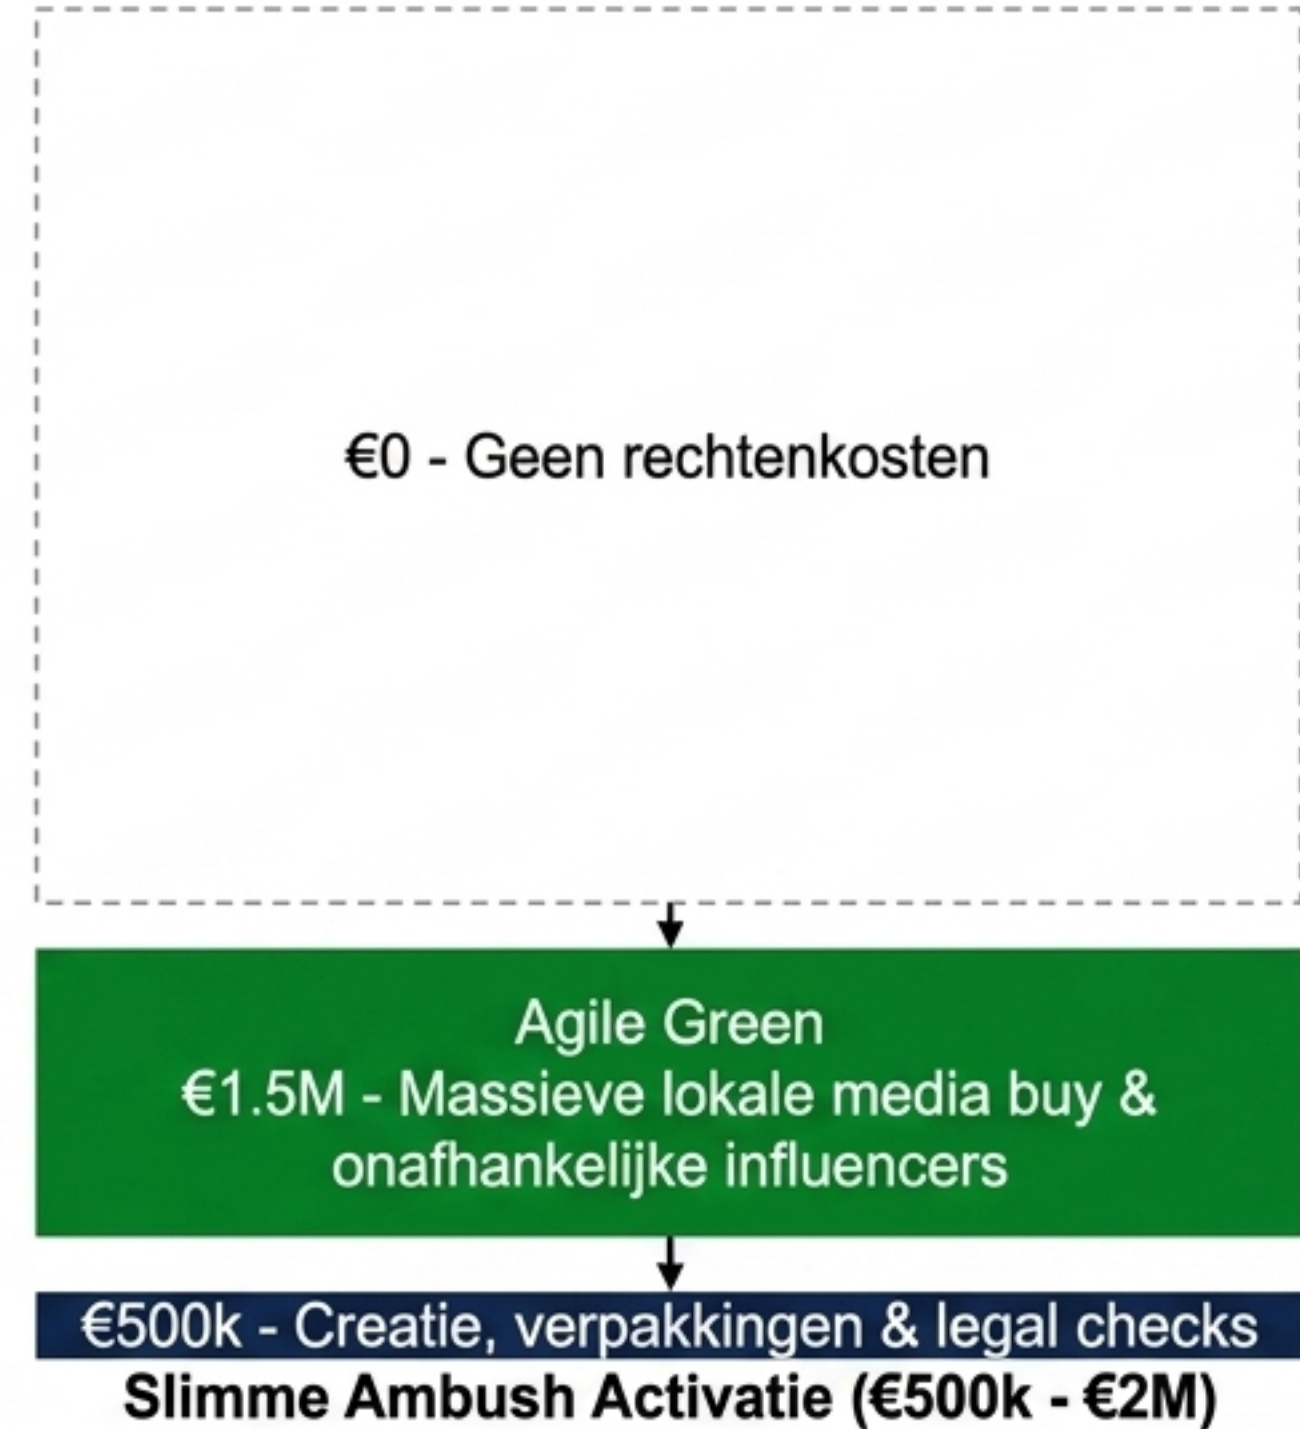 €0 - Geen rechtenkosten
Agile Green
€1.5M - Massieve lokale media buy &
onafhankelijke influencers
€500k - Creatie, verpakkingen & legal checks
Slimme Ambush Activatie (€500k - €2M)